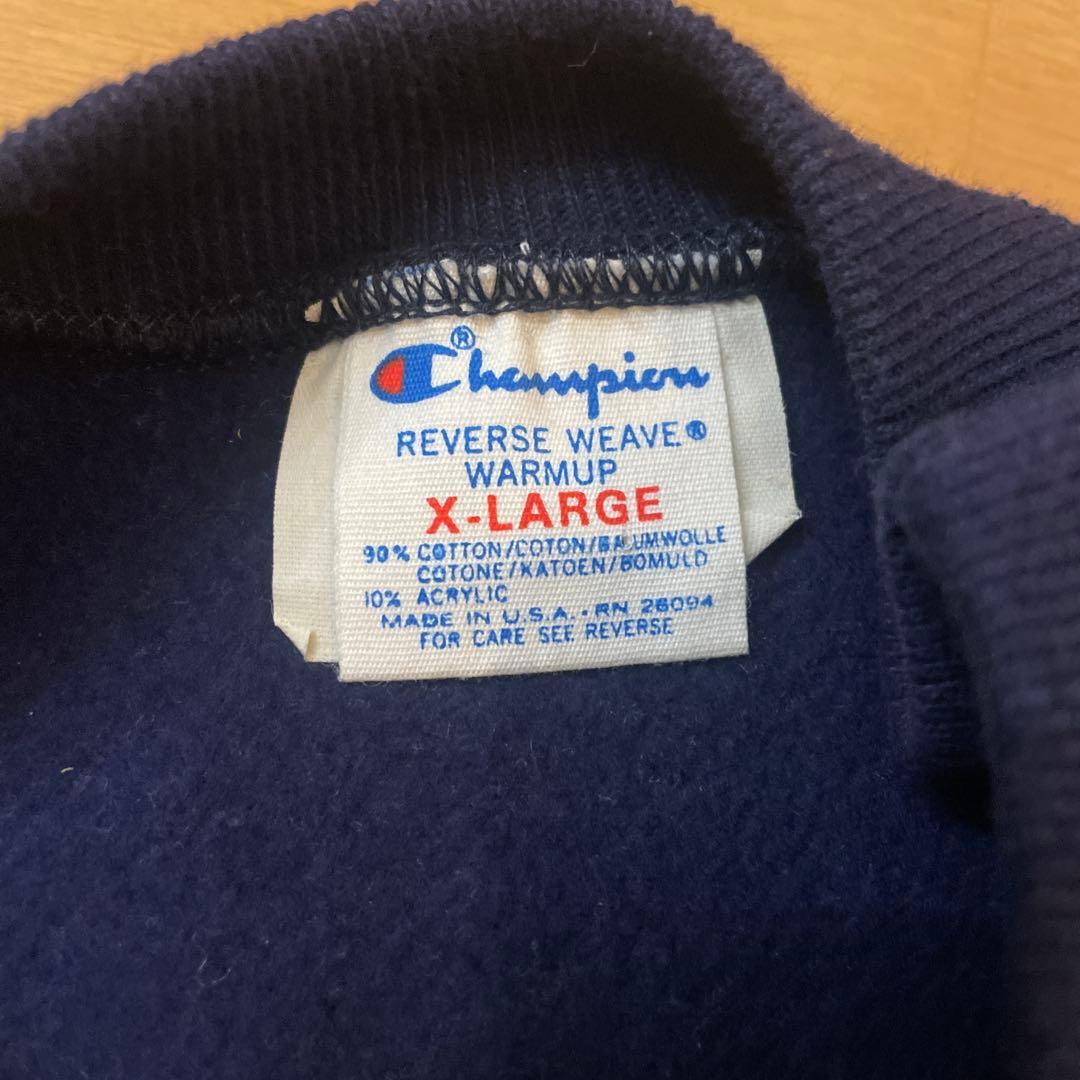 Champion®
REVERSE WEAVE®
WARMUP
X-LARGE
90% COTTON/COTON/BAUMWOLLE
COTONE/KATOEN/BOMULD
10% ACRYLIC
MADE IN U.S.A.·RN 26094
FOR CARE SEE REVERSE